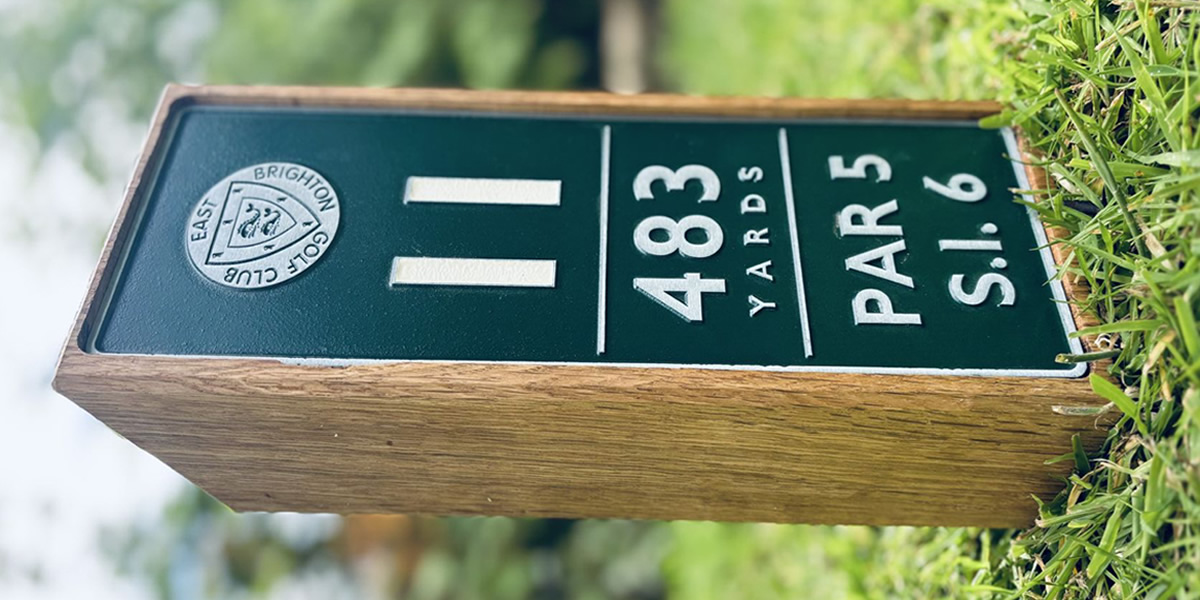 EAST BRIGHTON GOLF CLUB
11
483
YARDS
PAR 5
S.I. 6